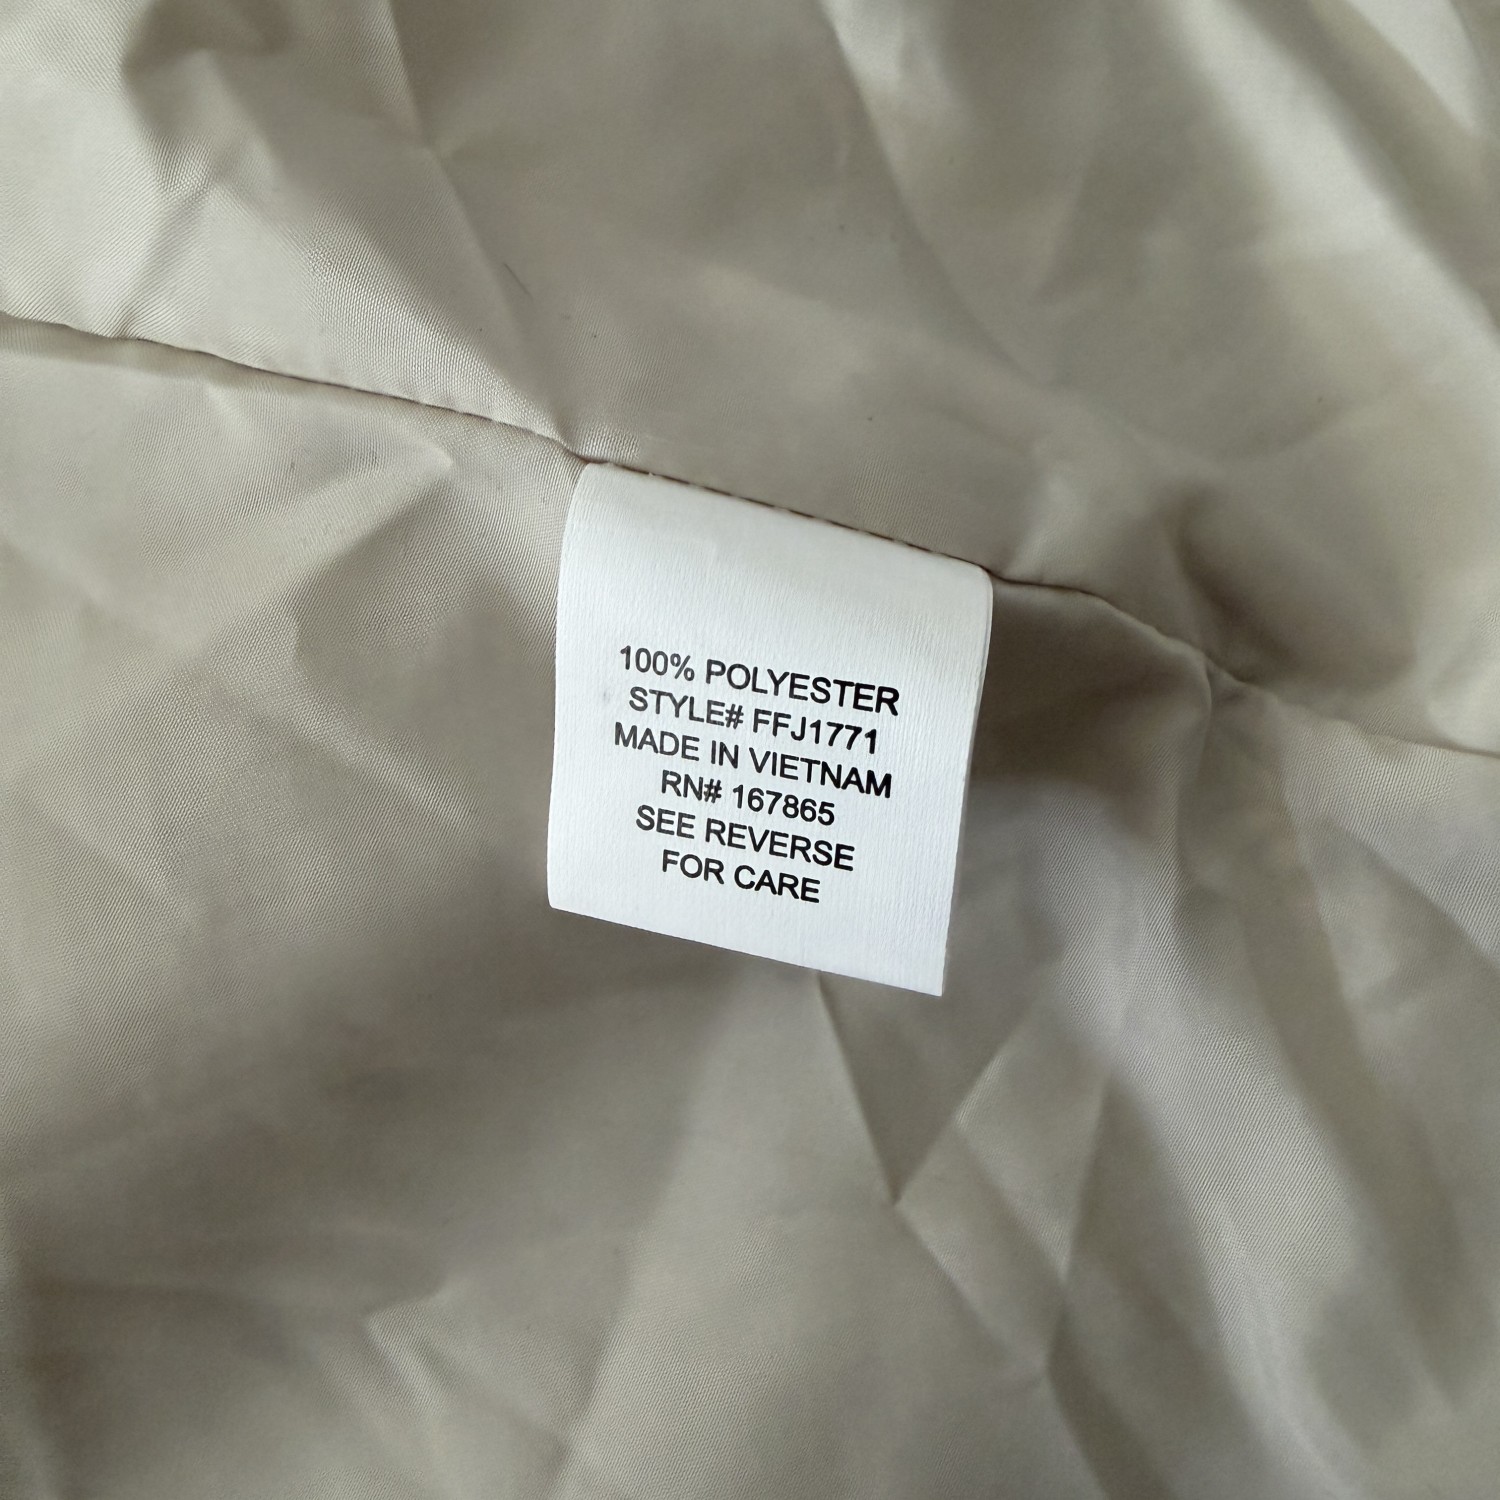 100% POLYESTER
STYLE# FFJ1771
MADE IN VIETNAM
RN# 167865
SEE REVERSE
FOR CARE